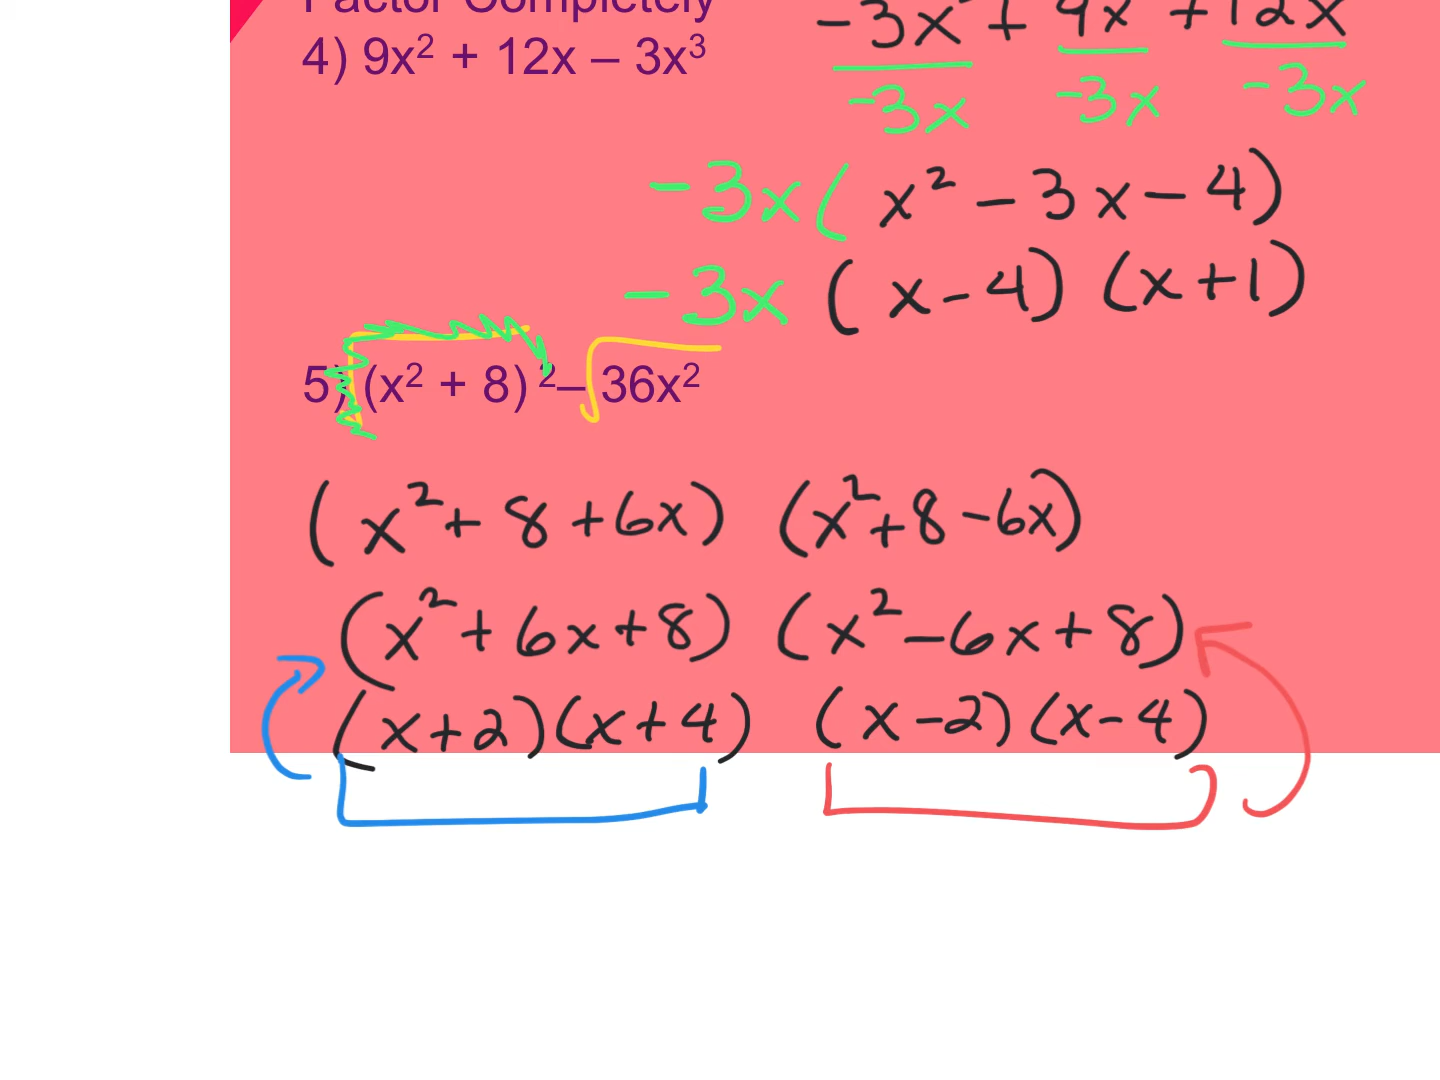 Factor Completely
4) 9x² + 12x – 3x³
-3x³ + 9x² + 12x
-3x -3x -3x
-3x( x² - 3x - 4)
-3x (x-4) (x+1)
5) (x² + 8) ² – 36x²
(x² + 8 + 6x) (x² + 8 - 6x)
(x² + 6x + 8) (x² - 6x + 8)
(x+2)(x+4) (x-2)(x-4)